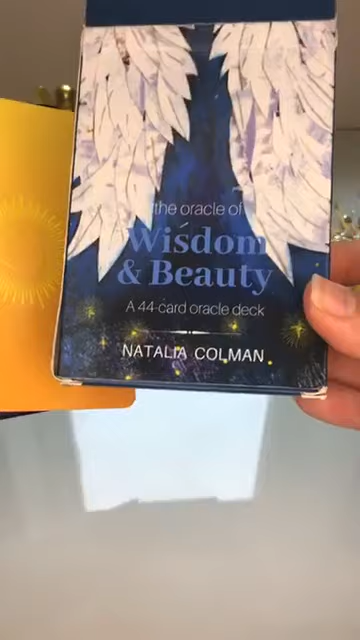 the oracle of
Wisdom
& Beauty
A 44-card oracle deck
NATALIA COLMAN